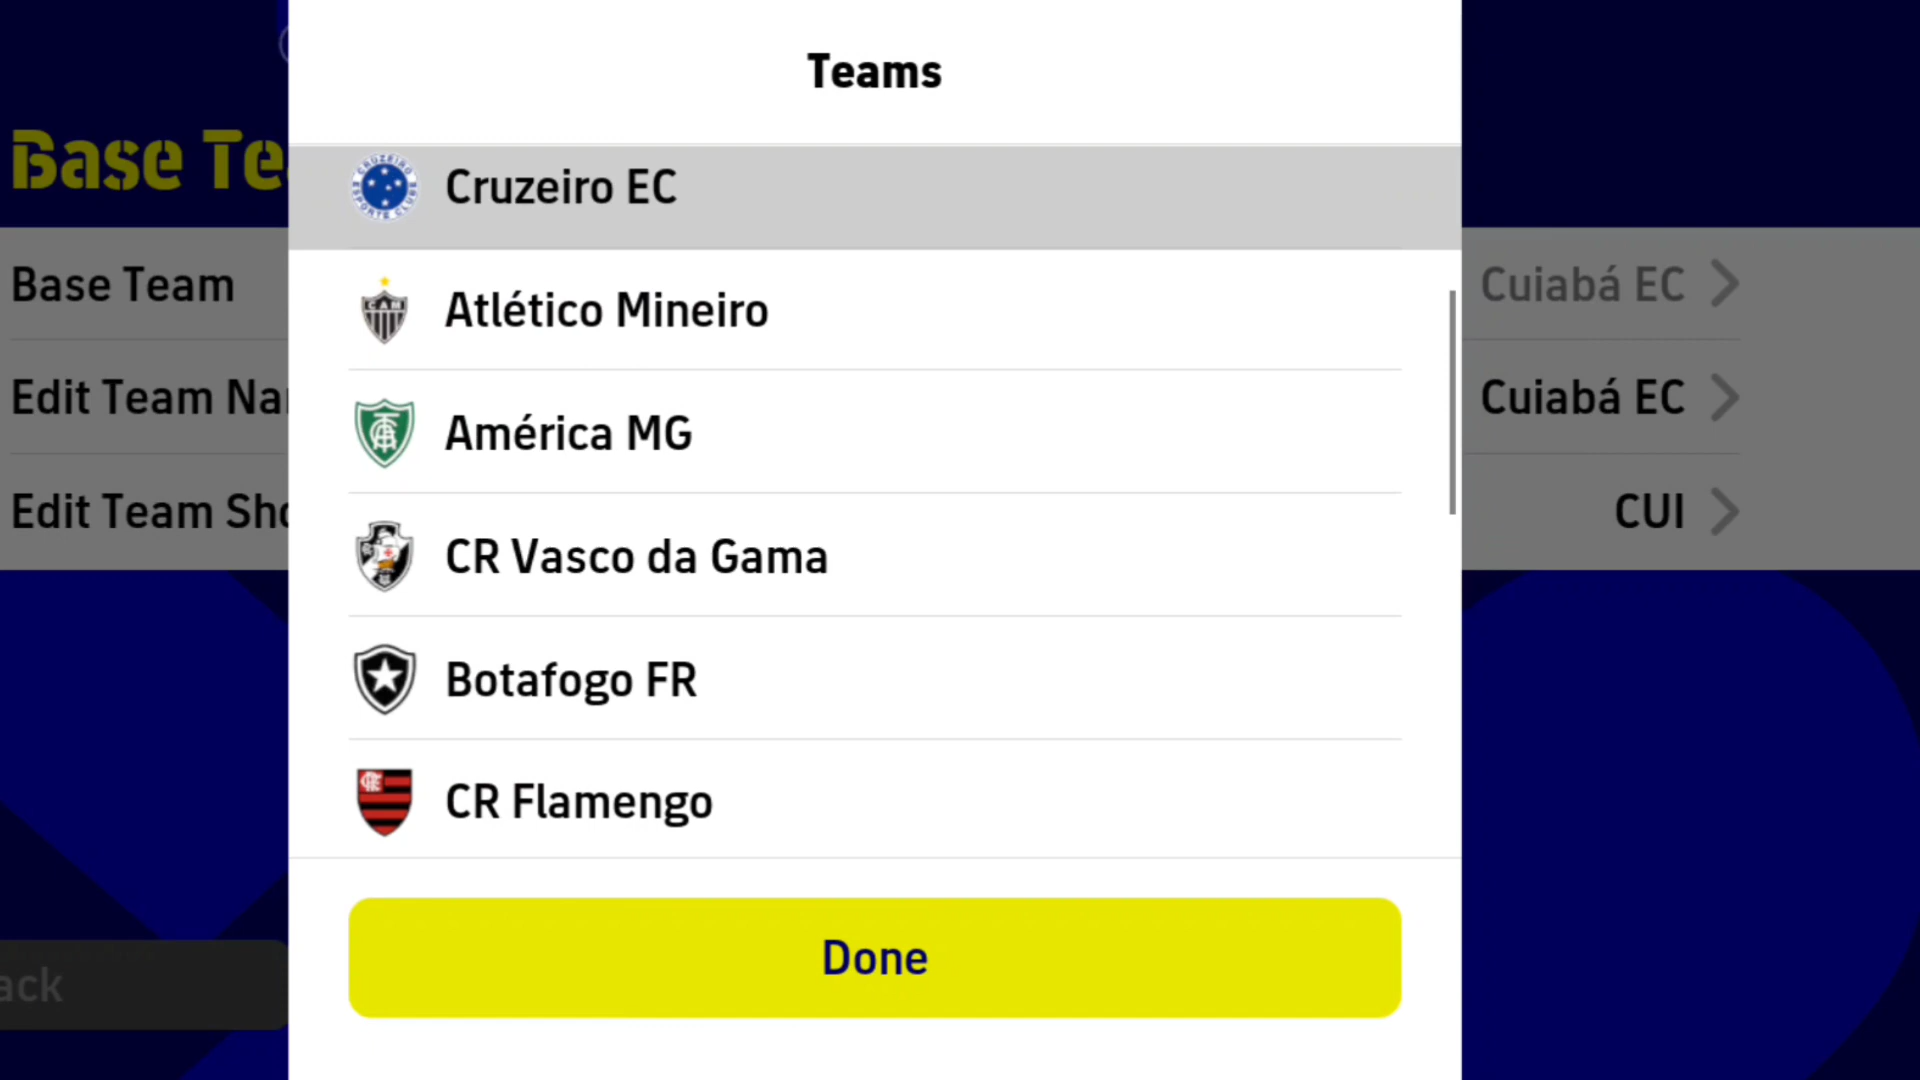 Teams
Base Te
Cruzeiro EC
Base Team
Cuiabá EC
Atlético Mineiro
Edit Team Na
Cuiabá EC
América MG
Edit Team Sho
CUI
CR Vasco da Gama
Botafogo FR
CR Flamengo
Done
ack